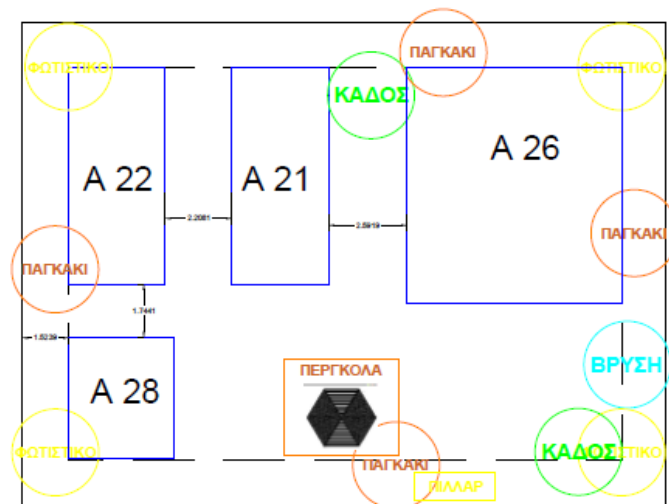 ΠΑΓΚΑΚΙ
ΦΩΤΙΣΤΙΚΟ
ΦΩΤΙΣΤΙΚΟ
ΚΑΔΟΣ
Α 22
Α 21
Α 26
2.2081
2.5919
ΠΑΓΚΑΚΙ
ΠΑΓΚΑΚΙ
1.7441
1.5239
ΒΡΥΣΗ
ΠΕΡΓΚΟΛΑ
Α 28
ΦΩΤΙΣΤΙΚΟ
ΠΑΓΚΑΚΙ
ΚΑΔΟΣ
ΦΩΤΙΣΤΙΚΟ
ΠΙΛΛΑΡ